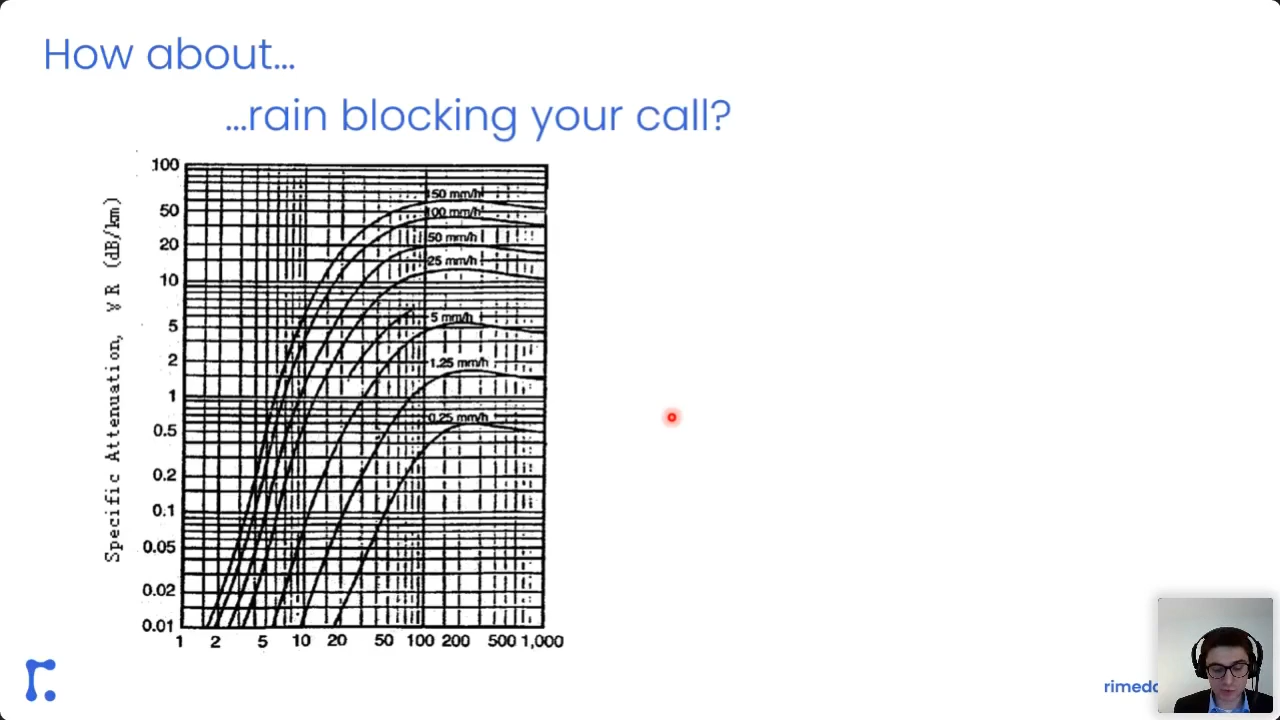 How about...
...rain blocking your call?
Specific Attenuation, γR (dB/km)
100
50
20
10
5
2
1
0.5
0.2
0.1
0.05
0.02
0.01
150 mm/h
100 mm/h
50 mm/h
25 mm/h
5 mm/h
1.25 mm/h
0.25 mm/h
1 2 5 10 20 50 100 200 500 1,000
r.